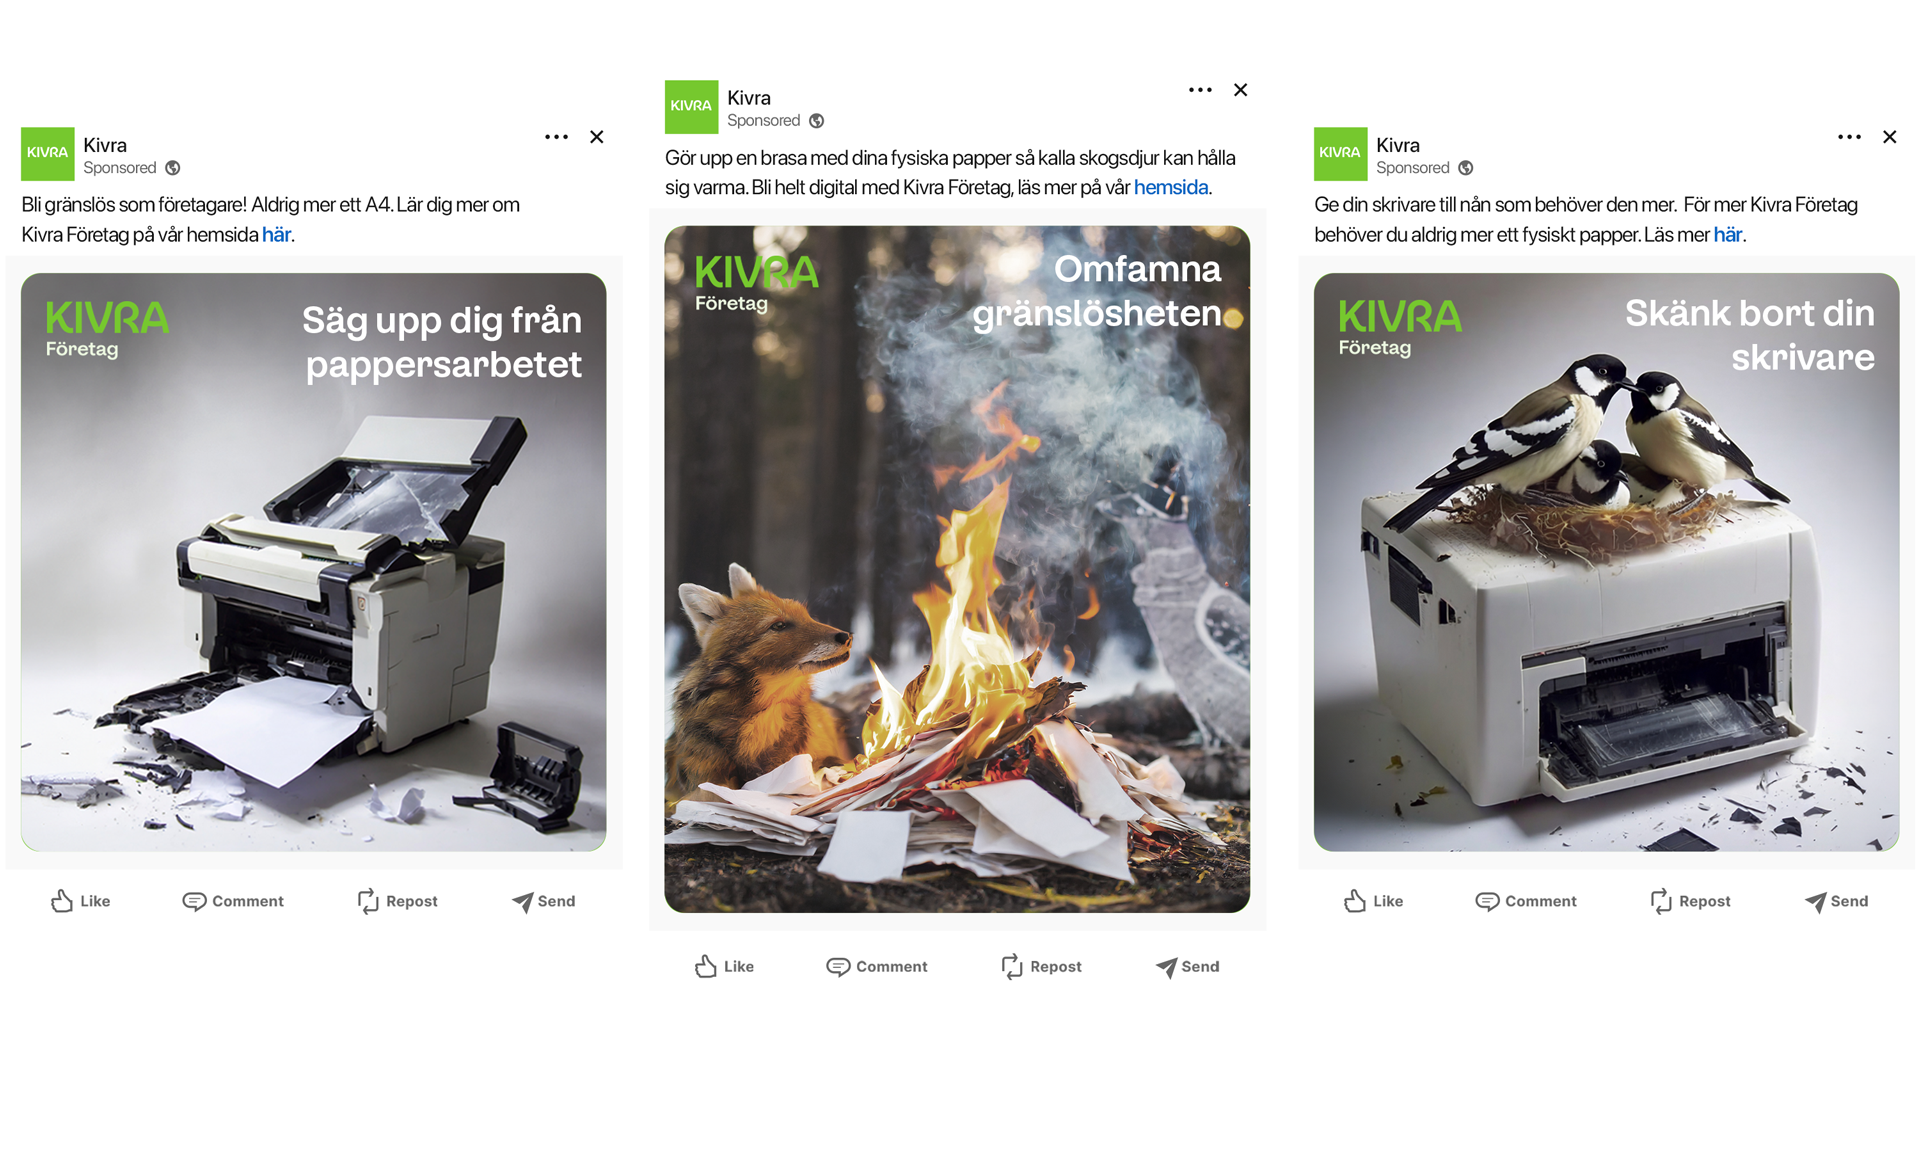 KIVRA
Kivra
Sponsored
Bli gränslös som företagare! Aldrig mer ett A4. Lär dig mer om
Kivra Företag på vår hemsida här.
KIVRA
Företag
Säg upp dig från
pappersarbetet
Like
Comment
Repost
Send
KIVRA
Kivra
Sponsored
Gör upp en brasa med dina fysiska papper så kalla skogsdjur kan hålla
sig varma. Bli helt digital med Kivra Företag, läs mer på vår hemsida.
KIVRA
Företag
Omfamna
gränslösheten
Like
Comment
Repost
Send
KIVRA
Kivra
Sponsored
Ge din skrivare till nån som behöver den mer. För mer Kivra Företag
behöver du aldrig mer ett fysiskt papper. Läs mer här.
KIVRA
Företag
Skänk bort din
skrivare
Like
Comment
Repost
Send